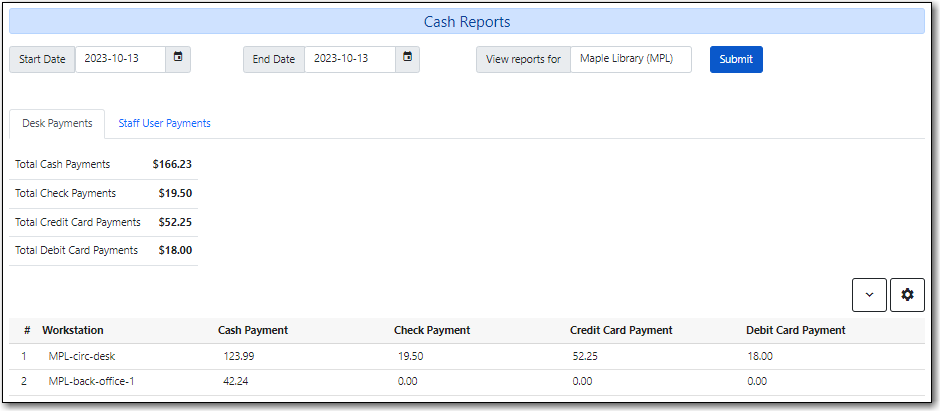 Cash Reports
Start Date 2023-10-13 End Date 2023-10-13 View reports for Maple Library (MPL) Submit
Desk Payments Staff User Payments
Total Cash Payments $166.23
Total Check Payments $19.50
Total Credit Card Payments $52.25
Total Debit Card Payments $18.00
# Workstation Cash Payment Check Payment Credit Card Payment Debit Card Payment
1 MPL-circ-desk 123.99 19.50 52.25 18.00
2 MPL-back-office-1 42.24 0.00 0.00 0.00